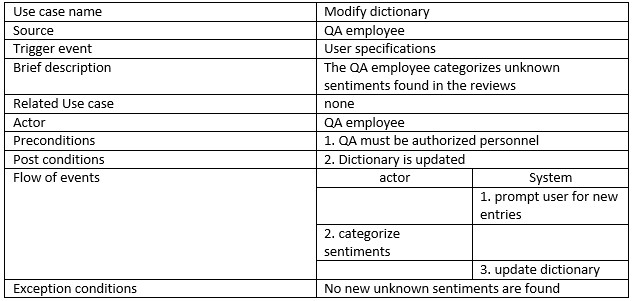 Use case name Modify dictionary
Source QA employee
Trigger event User specifications
Brief description The QA employee categorizes unknown
sentiments found in the reviews
Related Use case none
Actor QA employee
Preconditions 1. QA must be authorized personnel
Post conditions 2. Dictionary is updated
Flow of events actor System
1. prompt user for new
entries
2. categorize
sentiments
3. update dictionary
Exception conditions No new unknown sentiments are found